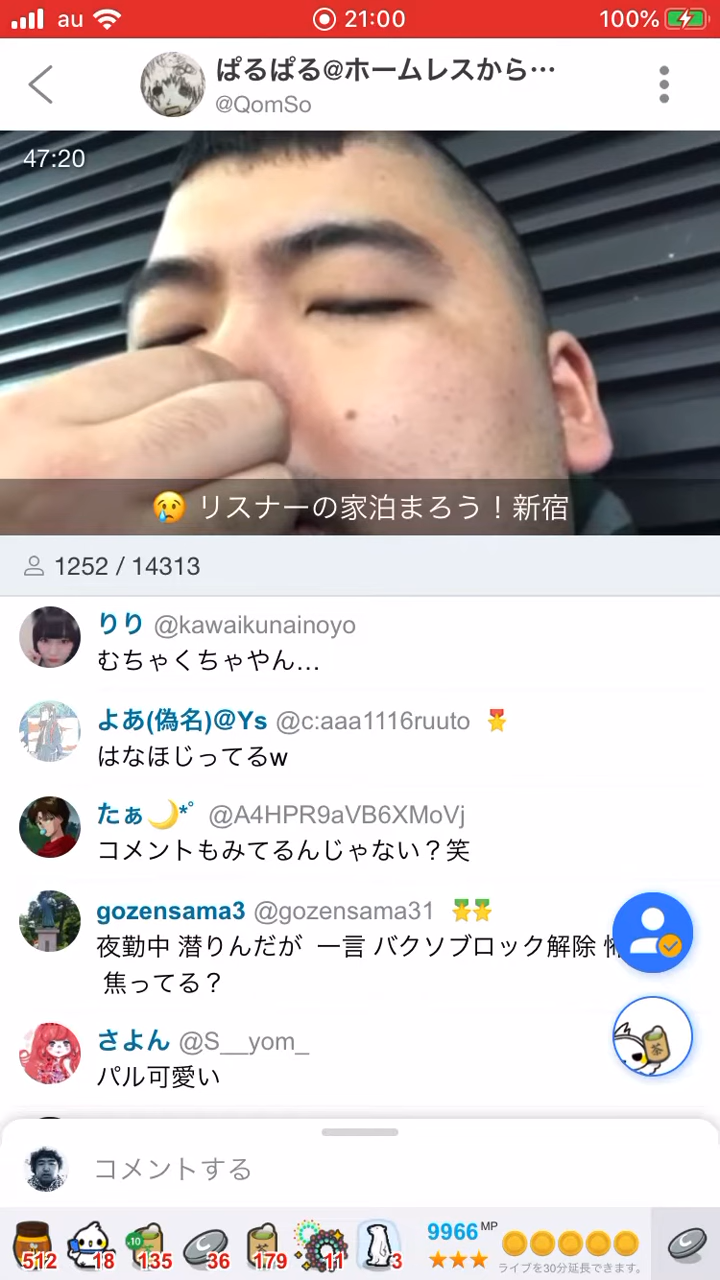 au 21:00 100%
ぱるぱる@ホームレスから…
@QomSo
47:20
😢 リスナーの家泊まろう！新宿
1252 / 14313
りり @kawaikunainoyo
むちゃくちゃやん…
よあ(偽名)@Ys @c:aaa1116ruuto
はなほじってるw
たぁ🌙*ﾟ @A4HPR9aVB6XMoVj
コメントもみてるんじゃない？笑
gozensama3 @gozensama31
夜勤中 潜りんだが 一言 バクソブロック解除
焦ってる？
さよん @S__yom_
パル可愛い
茶
コメントする
512 18 ×10 135 36 茶 179 11 3 9966 MP
ライブを30分延長できます。